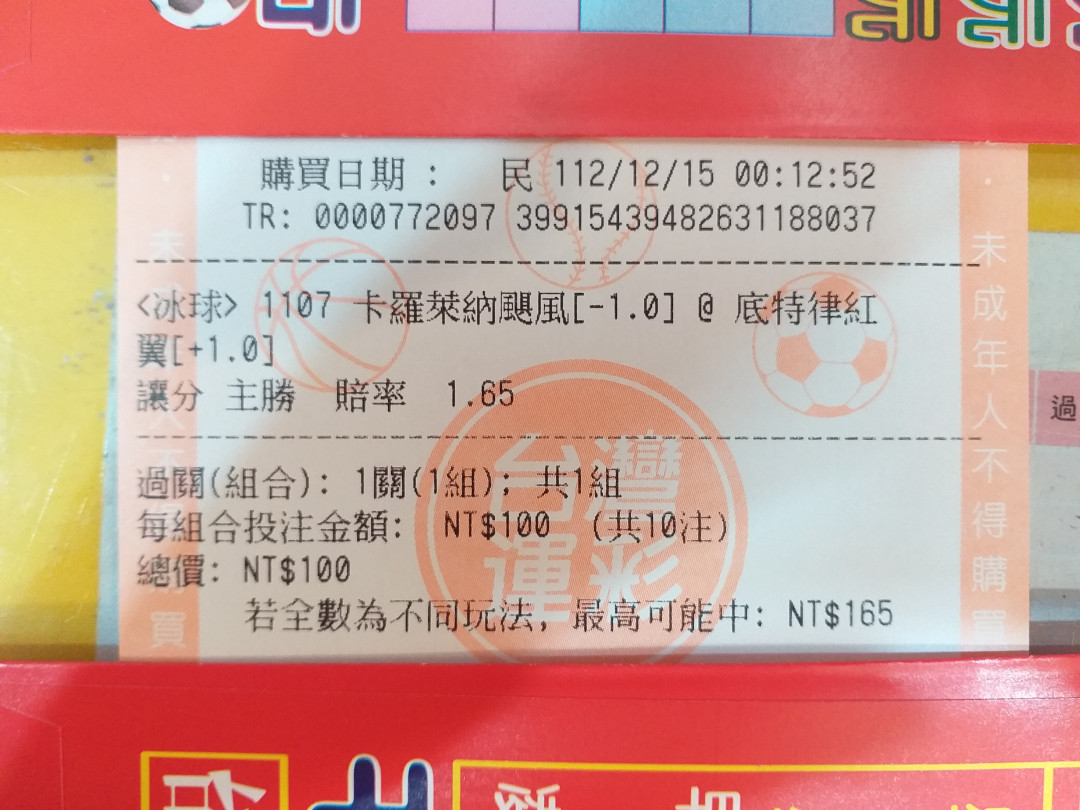 購買日期 : 民 112/12/15 00:12:52
TR: 0000772097 39915439482631188037
<冰球> 1107 卡羅萊納颶風[-1.0] @ 底特律紅
翼[+1.0]
讓分 主勝 賠率 1.65
過關(組合): 1關(1組); 共1組
每組合投注金額: NT$100 (共10注)
總價: NT$100
若全數為不同玩法, 最高可能中: NT$165
台灣
運彩
未成年人不得購買
過